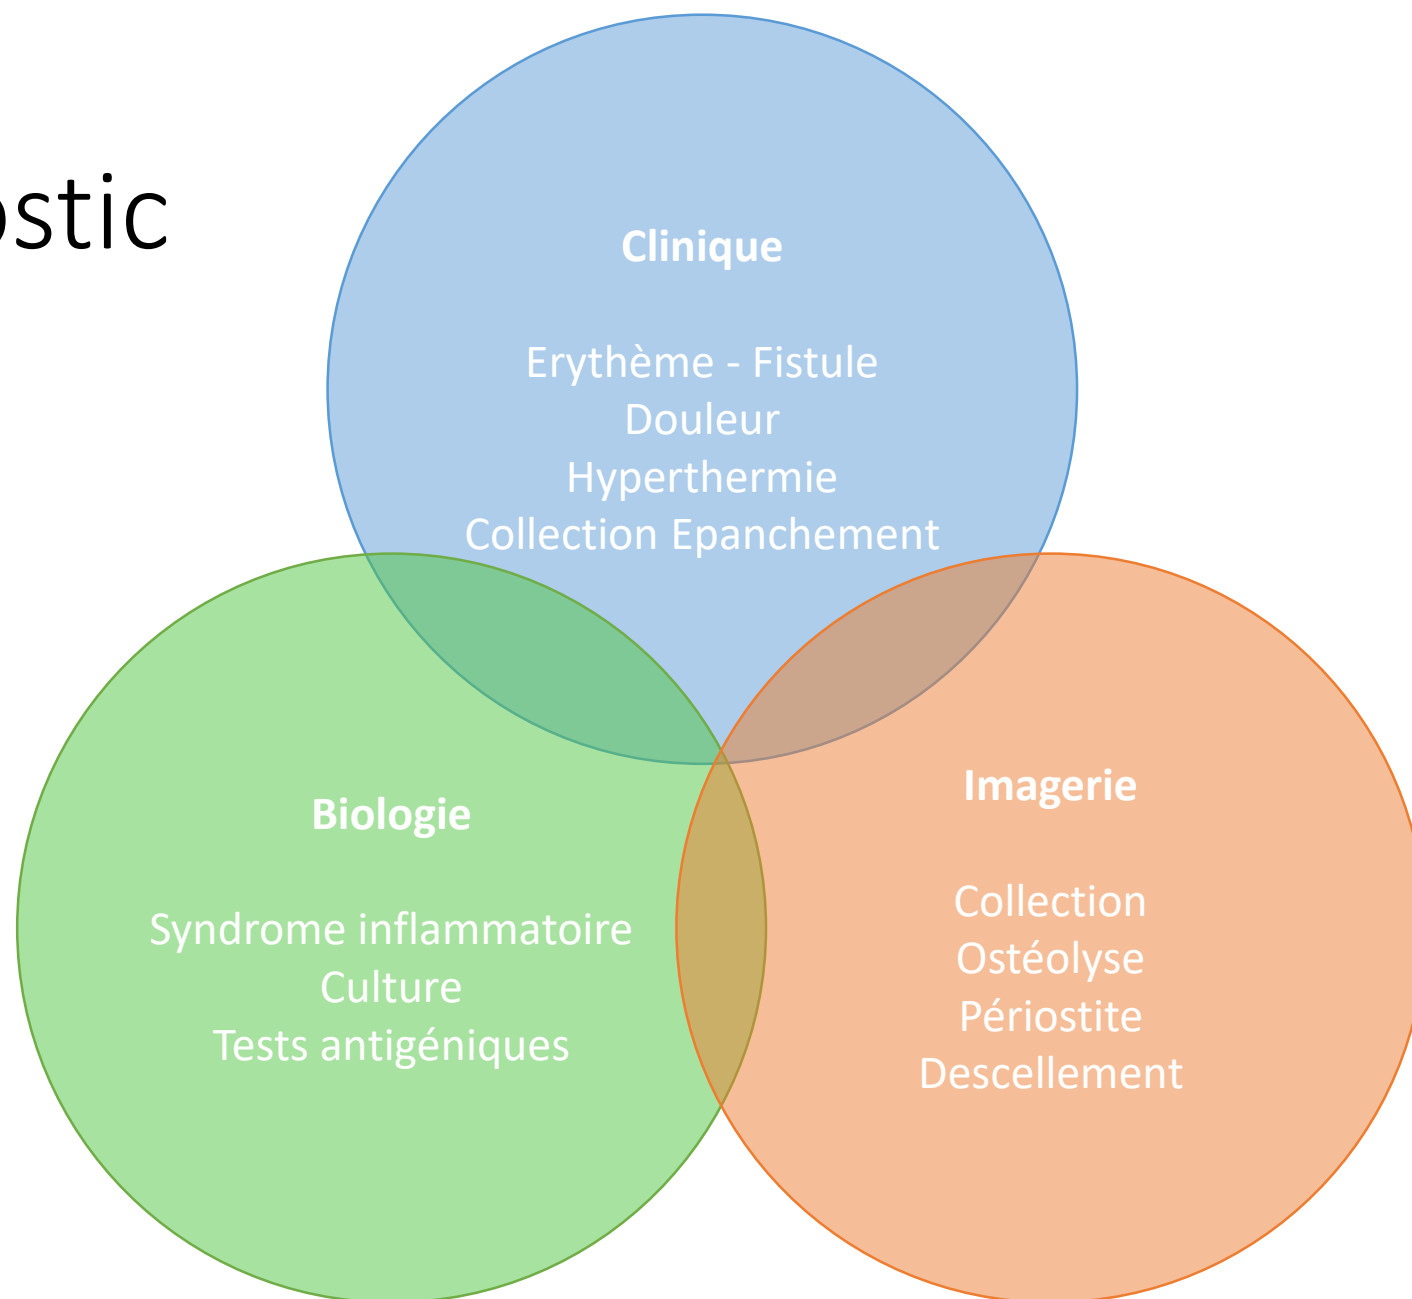 ostic
Clinique
Erythème - Fistule
Douleur
Hyperthermie
Collection Epanchement
Biologie
Syndrome inflammatoire
Culture
Tests antigéniques
Imagerie
Collection
Ostéolyse
Périostite
Descellement